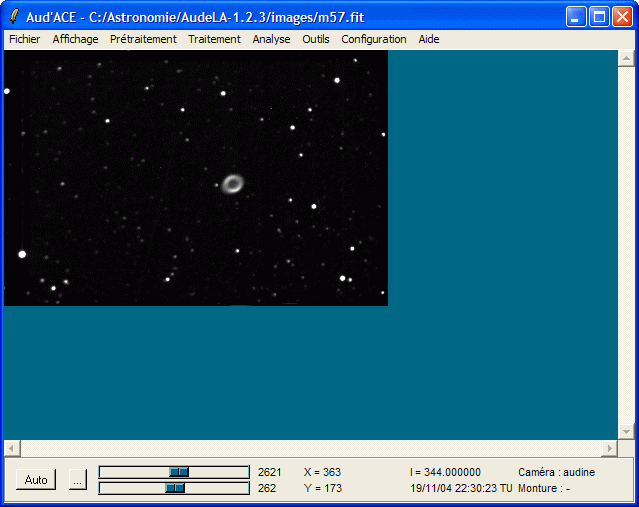 Aud'ACE - C:/Astronomie/AudeLA-1.2.3/images/m57.fit
Fichier Affichage Prétraitement Traitement Analyse Outils Configuration Aide
Auto ... 2621 X = 363 I = 344.000000 Caméra : audine
262 Y = 173 19/11/04 22:30:23 TU Monture : -